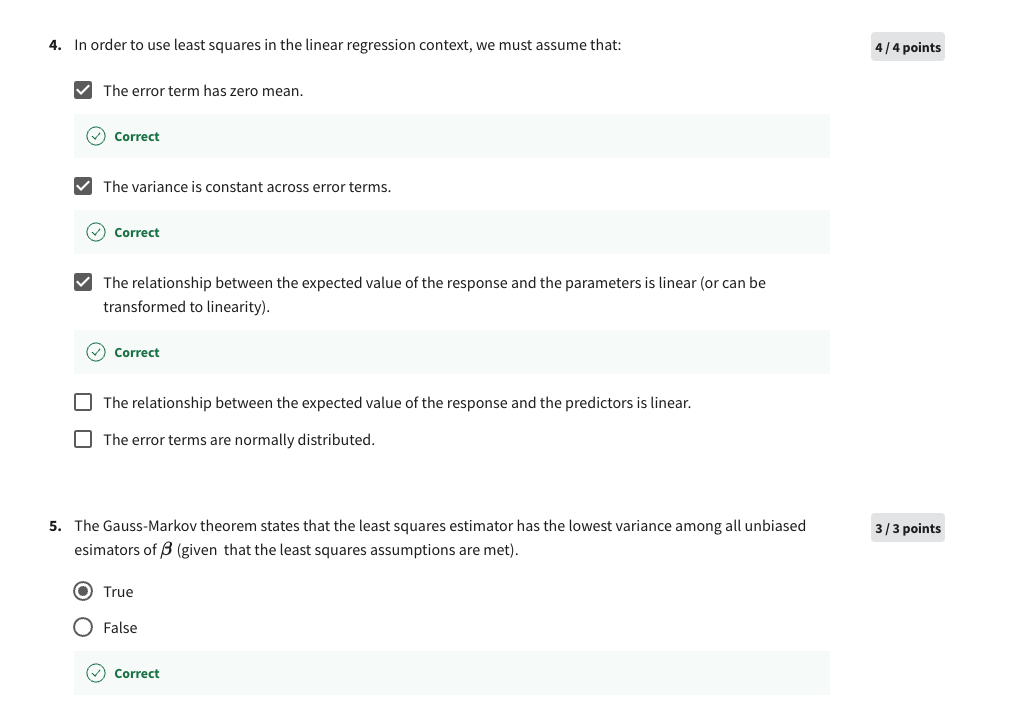 4. In order to use least squares in the linear regression context, we must assume that:
4 / 4 points
The error term has zero mean.
Correct
The variance is constant across error terms.
Correct
The relationship between the expected value of the response and the parameters is linear (or can be
transformed to linearity).
Correct
The relationship between the expected value of the response and the predictors is linear.
The error terms are normally distributed.
5. The Gauss-Markov theorem states that the least squares estimator has the lowest variance among all unbiased
3 / 3 points
esimators of β (given that the least squares assumptions are met).
True
False
Correct